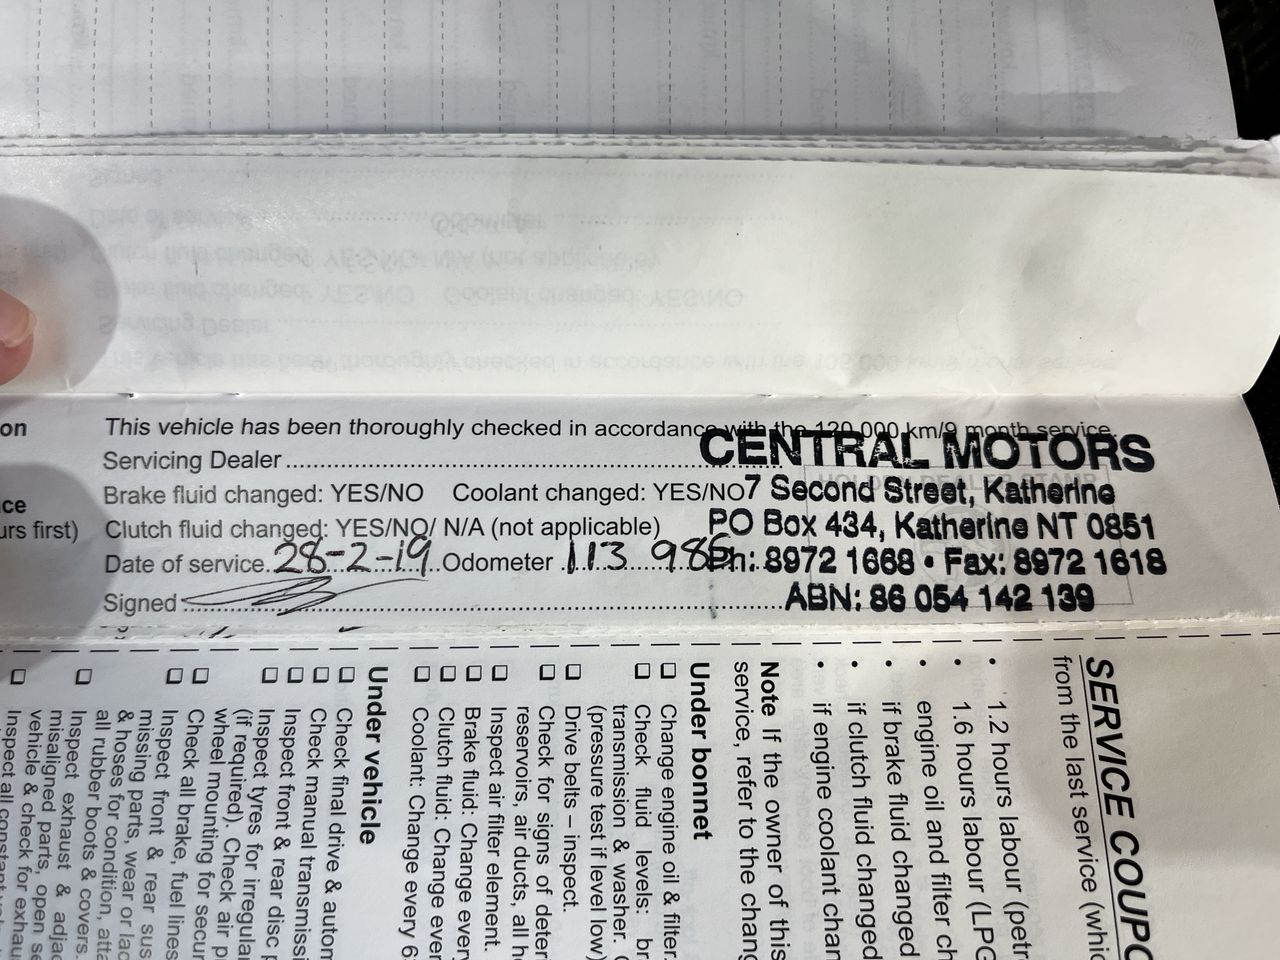 on
ce
urs first)
This vehicle has been thoroughly checked in accordance with the 120,000 km/9 month service.
Servicing Dealer
Brake fluid changed: YES/NO Coolant changed: YES/NO
Clutch fluid changed: YES/NO/ N/A (not applicable)
Date of service 28-2-19 Odometer 113 986
Signed
CENTRAL MOTORS
7 Second Street, Katherine
PO Box 434, Katherine NT 0851
Ph: 8972 1668 • Fax: 8972 1618
ABN: 86 054 142 139
SERVICE COUPO
from the last service (whic
• 1.2 hours labour (petr
• 1.6 hours labour (LPG
• engine oil and filter ch
• if brake fluid changed
• if clutch fluid changed
• if engine coolant chan
Note If the owner of this
service, refer to the chang
Under bonnet
☐ Change engine oil & filter.
☐ Check fluid levels: br
transmission & washer. (
(pressure test if level low)
☐ Drive belts – inspect.
☐ Check for signs of deter
reservoirs, air ducts, all h
☐ Inspect air filter element.
☐ Brake fluid: Change every
☐ Clutch fluid: Change ever
☐ Coolant: Change every 6
Under vehicle
☐ Check final drive & autom
☐ Check manual transmissi
☐ Inspect front & rear disc p
☐ Inspect tyres for irregular
(if required). Check air p
wheel mounting for secur
☐ Check all brake, fuel lines
☐ Inspect front & rear sus
missing parts, wear or lac
& hoses for condition, atta
all rubber boots & covers.
☐ Inspect exhaust & adjac
misaligned parts, open se
vehicle & check for exhau
☐ Inspect all